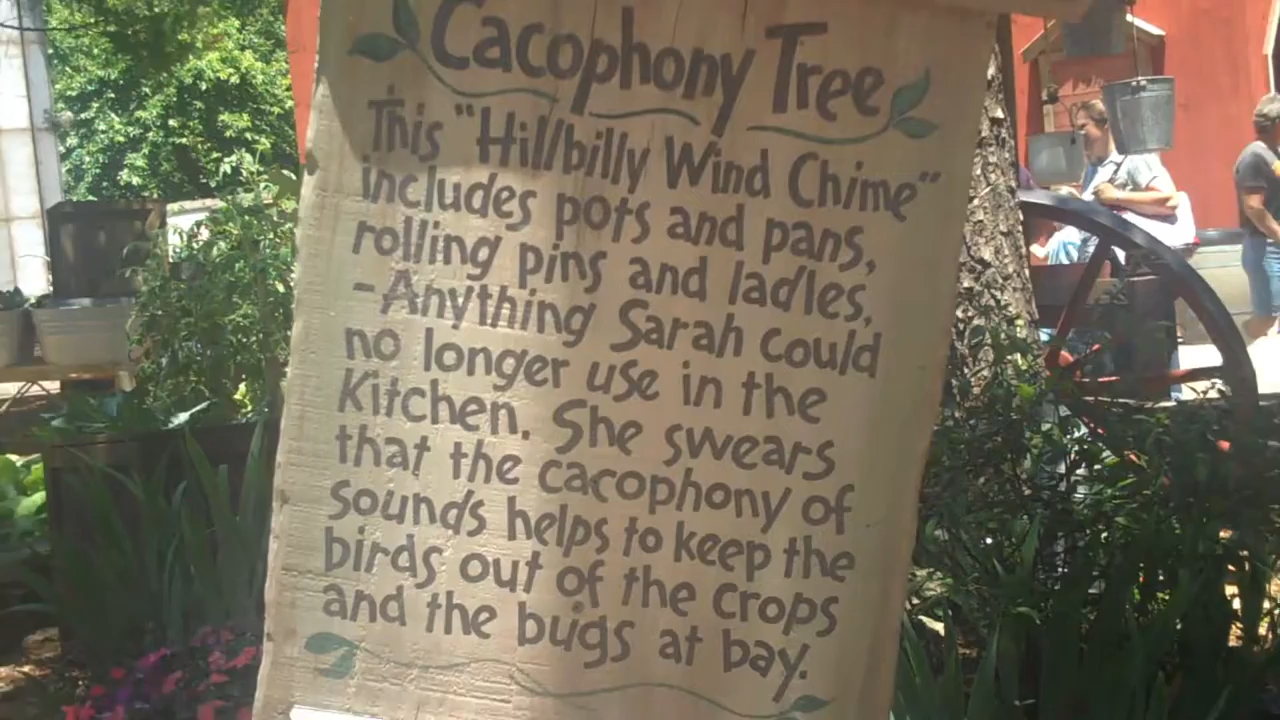 Cacophony Tree
This "Hillbilly Wind Chime"
includes pots and pans,
rolling pins and ladles,
-Anything Sarah could
no longer use in the
Kitchen. She swears
that the cacophony of
sounds helps to keep the
birds out of the crops
and the bugs at bay.